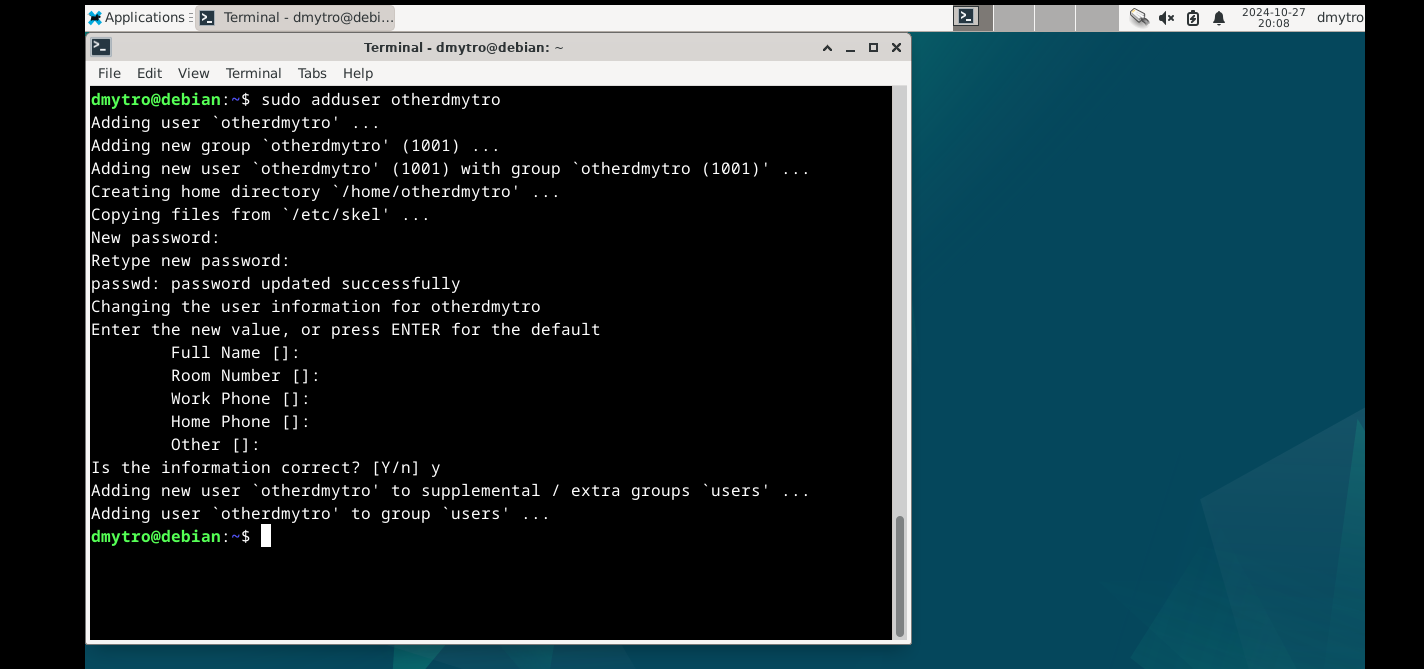 Applications
Terminal - dmytro@debi...
2024-10-27
20:08
dmytro
Terminal - dmytro@debian: ~
File Edit View Terminal Tabs Help
dmytro@debian:~$ sudo adduser otherdmytro
Adding user `otherdmytro' ...
Adding new group `otherdmytro' (1001) ...
Adding new user `otherdmytro' (1001) with group `otherdmytro (1001)' ...
Creating home directory `/home/otherdmytro' ...
Copying files from `/etc/skel' ...
New password:
Retype new password:
passwd: password updated successfully
Changing the user information for otherdmytro
Enter the new value, or press ENTER for the default
        Full Name []:
        Room Number []:
        Work Phone []:
        Home Phone []:
        Other []:
Is the information correct? [Y/n] y
Adding new user `otherdmytro' to supplemental / extra groups `users' ...
Adding user `otherdmytro' to group `users' ...
dmytro@debian:~$